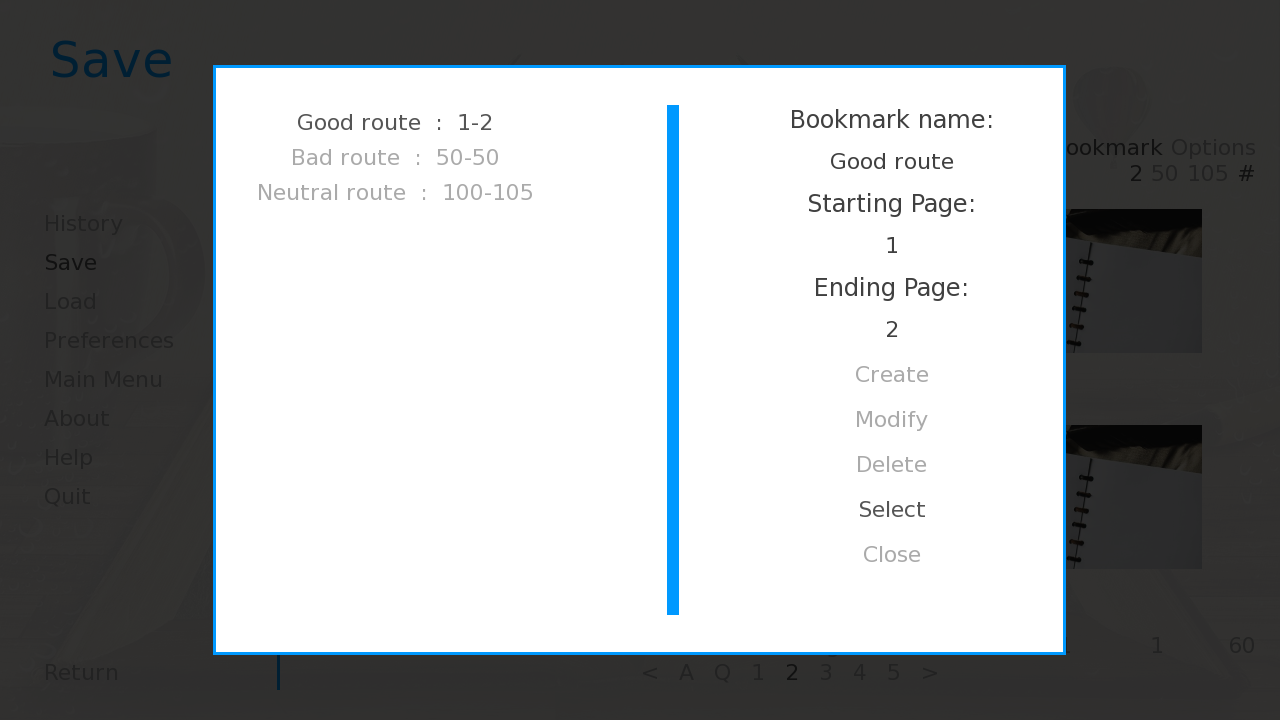 Save
Good route : 1-2
Bad route : 50-50
Neutral route : 100-105
Bookmark name:
Good route
Starting Page:
1
Ending Page:
2
Create
Modify
Delete
Select
Close
ookmark Options
2 50 105 #
History
Save
Load
Preferences
Main Menu
About
Help
Quit
Return
< A Q 1 2 3 4 5 >
1 60